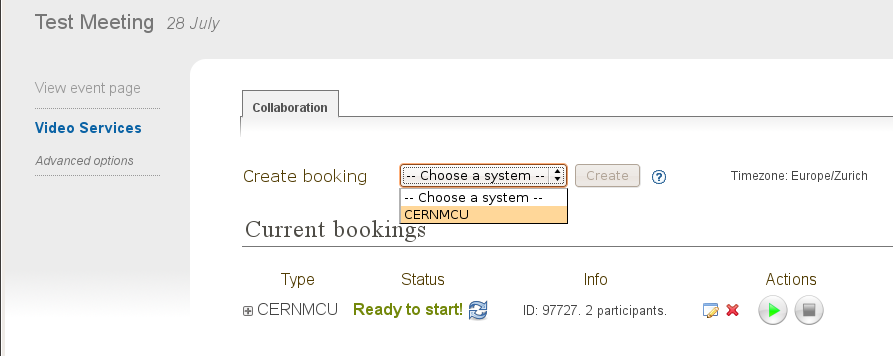 Test Meeting 28 July
View event page
Video Services
Advanced options
Collaboration
Create booking -- Choose a system -- Create Timezone: Europe/Zurich
-- Choose a system --
CERNMCU
Current bookings
Type Status Info Actions
CERNMCU Ready to start! ID: 97727. 2 participants.